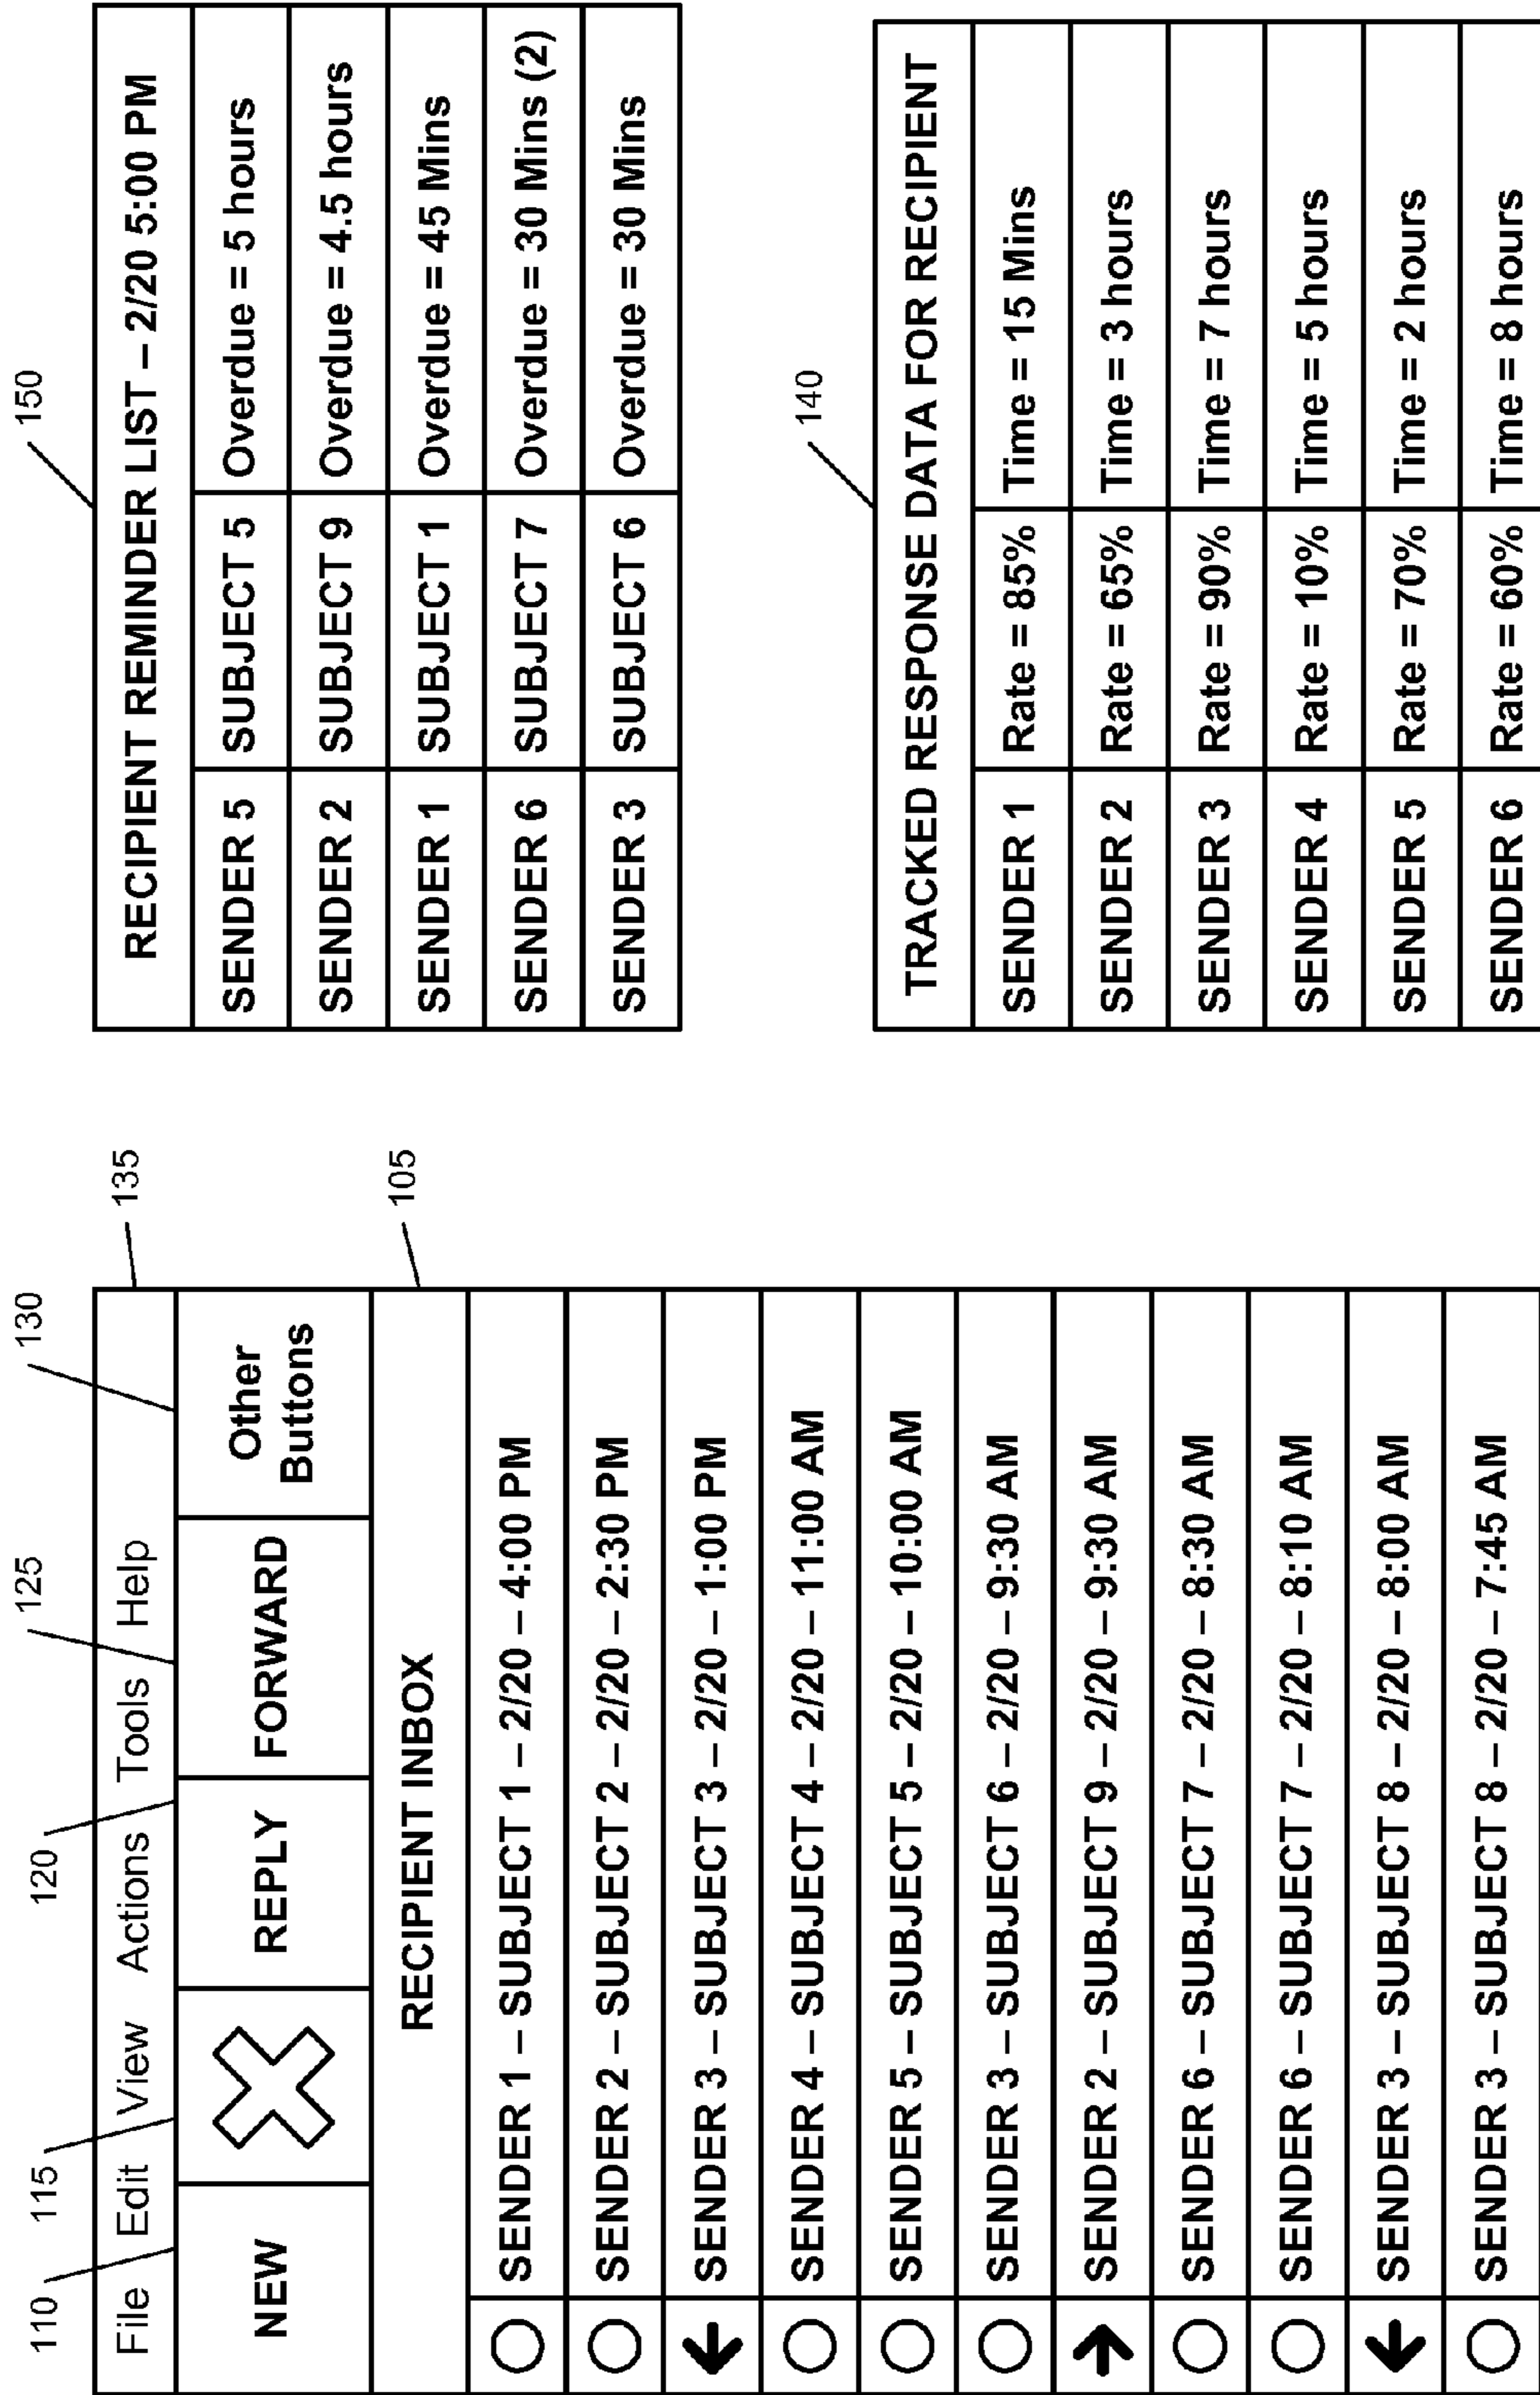 110
115
120
125
130
135
File Edit View Actions Tools Help
NEW
REPLY
FORWARD
Other
Buttons
105
RECIPIENT INBOX
SENDER 1 – SUBJECT 1 – 2/20 – 4:00 PM
SENDER 2 – SUBJECT 2 – 2/20 – 2:30 PM
SENDER 3 – SUBJECT 3 – 2/20 – 1:00 PM
SENDER 4 – SUBJECT 4 – 2/20 – 11:00 AM
SENDER 5 – SUBJECT 5 – 2/20 – 10:00 AM
SENDER 3 – SUBJECT 6 – 2/20 – 9:30 AM
SENDER 2 – SUBJECT 9 – 2/20 – 9:30 AM
SENDER 6 – SUBJECT 7 – 2/20 – 8:30 AM
SENDER 6 – SUBJECT 7 – 2/20 – 8:10 AM
SENDER 3 – SUBJECT 8 – 2/20 – 8:00 AM
SENDER 3 – SUBJECT 8 – 2/20 – 7:45 AM
150
RECIPIENT REMINDER LIST – 2/20 5:00 PM
SENDER 5 SUBJECT 5 Overdue = 5 hours
SENDER 2 SUBJECT 9 Overdue = 4.5 hours
SENDER 1 SUBJECT 1 Overdue = 45 Mins
SENDER 6 SUBJECT 7 Overdue = 30 Mins (2)
SENDER 3 SUBJECT 6 Overdue = 30 Mins
140
TRACKED RESPONSE DATA FOR RECIPIENT
SENDER 1 Rate = 85% Time = 15 Mins
SENDER 2 Rate = 65% Time = 3 hours
SENDER 3 Rate = 90% Time = 7 hours
SENDER 4 Rate = 10% Time = 5 hours
SENDER 5 Rate = 70% Time = 2 hours
SENDER 6 Rate = 60% Time = 8 hours